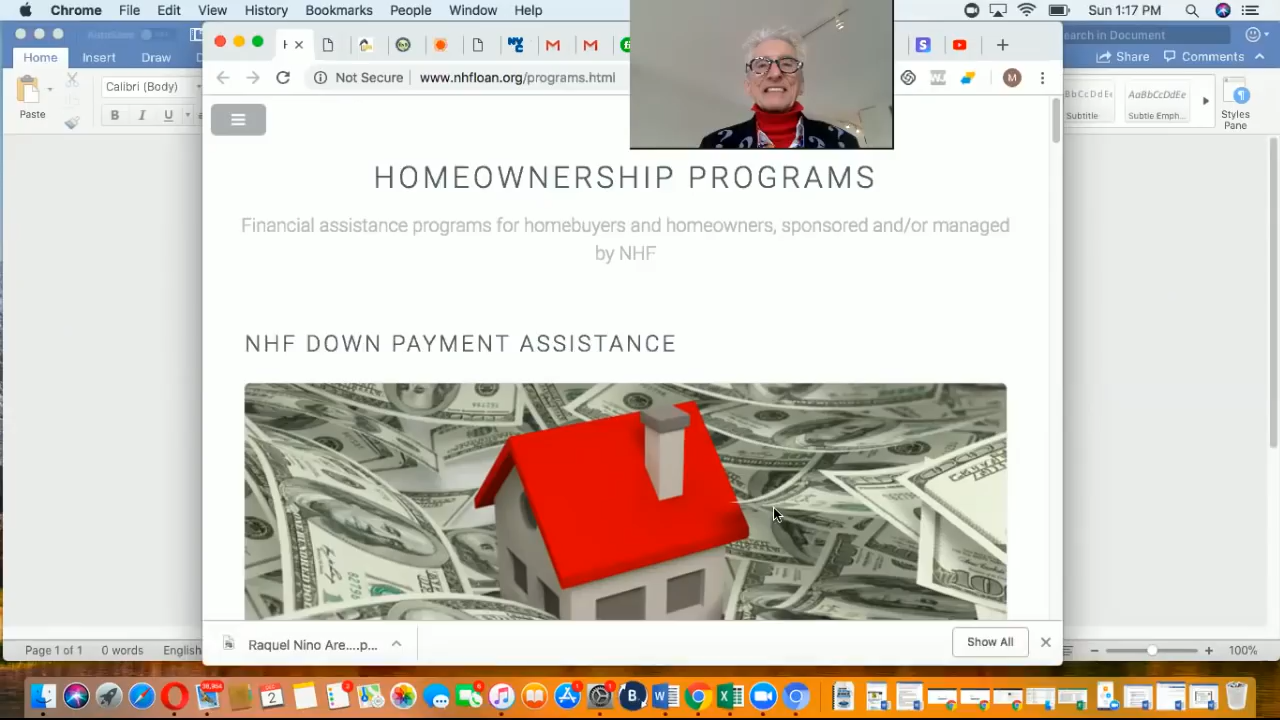 Chrome File Edit View History Bookmarks People Window Help
Sun 1:17 PM
AutoSave
Search in Document
Home Insert Draw
Share Comments
Not Secure www.nhfloan.org/programs.html
Calibri (Body)
Paste
B I U
AaBbCcDdEe
Subtitle Subtle Emph... Styles
Pane
HOMEOWNERSHIP PROGRAMS
Financial assistance programs for homebuyers and homeowners, sponsored and/or managed
by NHF
NHF DOWN PAYMENT ASSISTANCE
Raquel Nino Are....p... Show All
Page 1 of 1 0 words English 100%